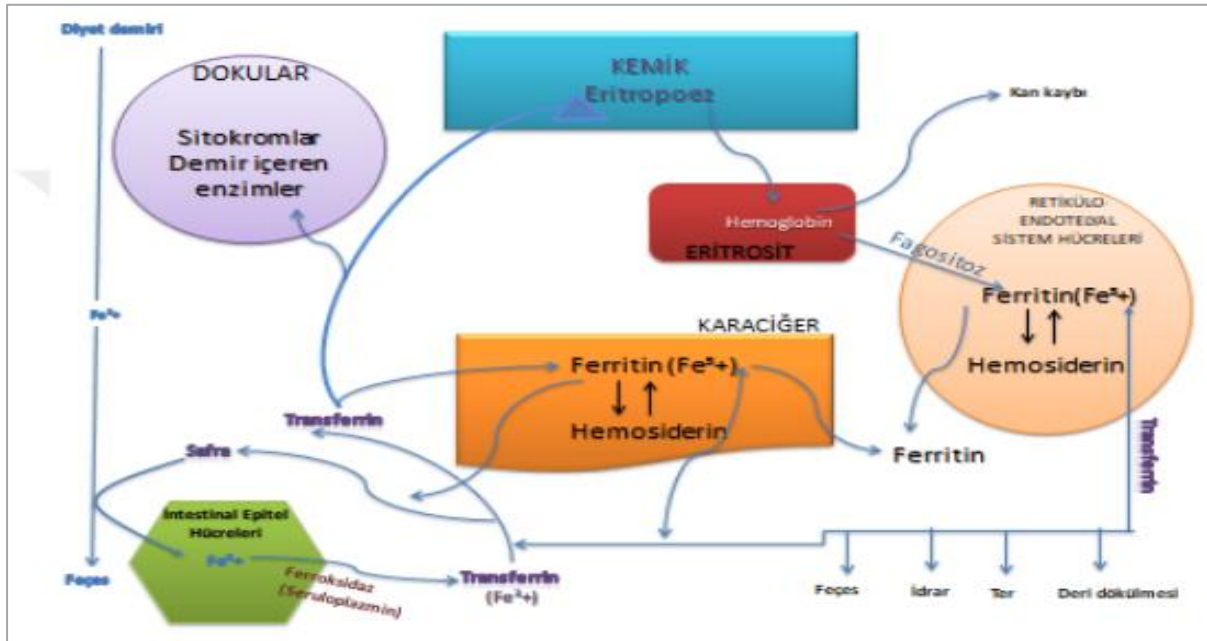 Diyet demiri
DOKULAR
Sitokromlar
Demir içeren
enzimler
KEMİK
Eritropoez
Kan kaybı
Hemoglobin
ERİTROSİT
Fagositoz
RETİKÜLO
ENDOTELYAL
SİSTEM HÜCRELERİ
Ferritin(Fe³+)
Hemosiderin
KARACİĞER
Ferritin (Fe³+)
Hemosiderin
Ferritin
Transferrin
Transferrin
Safra
İntestinal Epitel
Hücreleri
Ferroksidaz
(Seruloplazmin)
Transferrin
Feçes
Feçes
İdrar
Ter
Deri dökülmesi